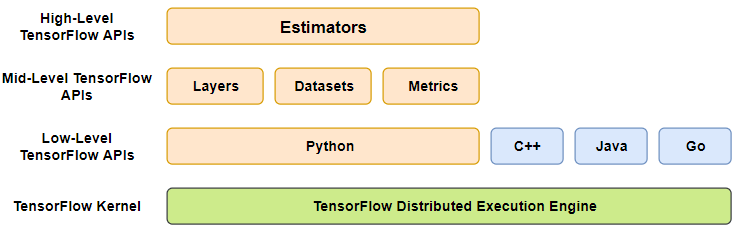 High-Level
TensorFlow APIs
Estimators
Mid-Level TensorFlow
APIs
Layers
Datasets
Metrics
Low-Level
TensorFlow APIs
Python
C++
Java
Go
TensorFlow Kernel
TensorFlow Distributed Execution Engine